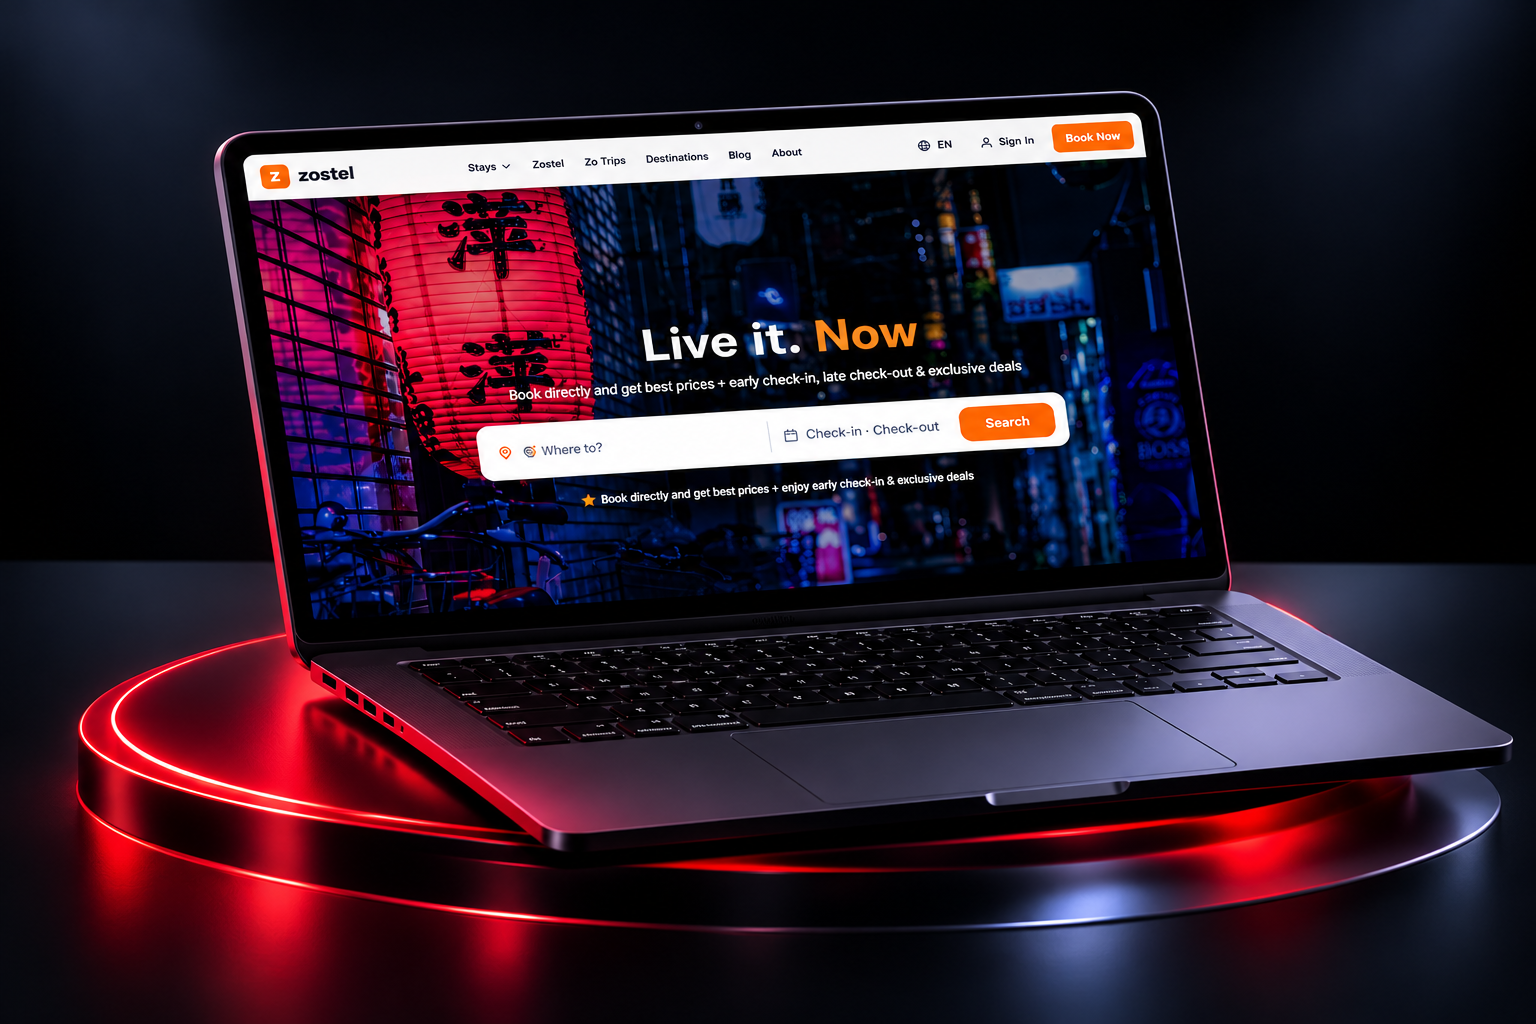 z zostel
Stays Zostel Zo Trips Destinations Blog About EN Sign In Book Now
Live it. Now
Book directly and get best prices + early check-in, late check-out & exclusive deals
Where to? Check-in · Check-out Search
Book directly and get best prices + enjoy early check-in & exclusive deals
BOSS